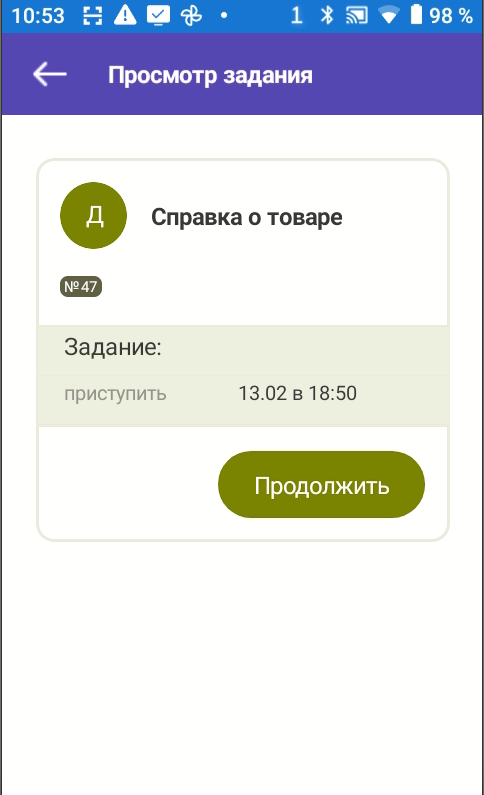 10:53 1 98 %
Просмотр задания
Д
Справка о товаре
№47
Задание:
приступить 13.02 в 18:50
Продолжить